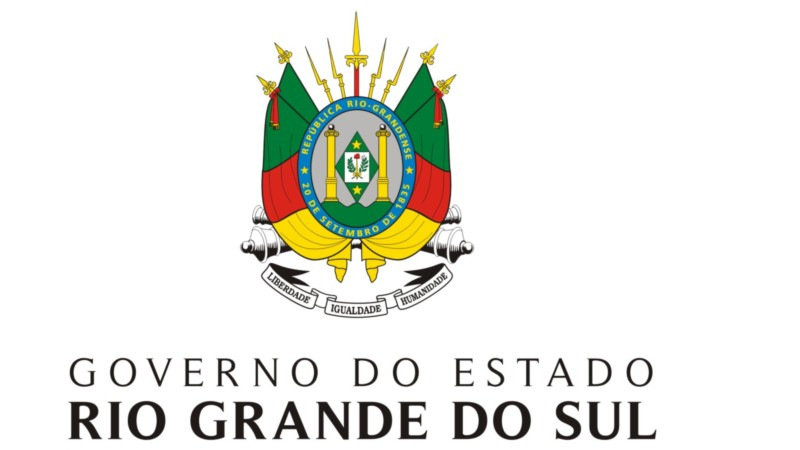 REPÚBLICA RIO-GRANDENSE
20 DE SETEMBRO DE 1835
LIBERDADE IGUALDADE HUMANIDADE
GOVERNO DO ESTADO
RIO GRANDE DO SUL